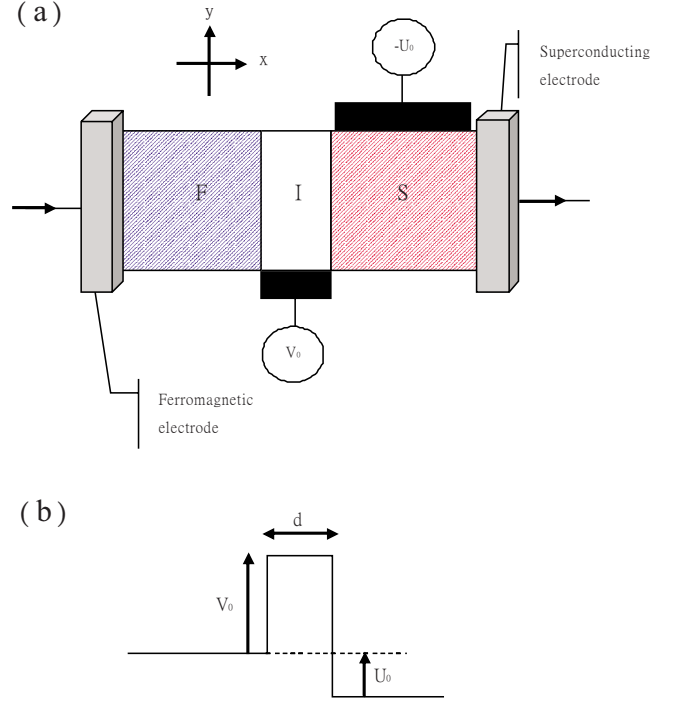 (a)
y
x
-U₀
Superconducting
electrode
F
I
S
V₀
Ferromagnetic
electrode
(b)
d
V₀
U₀